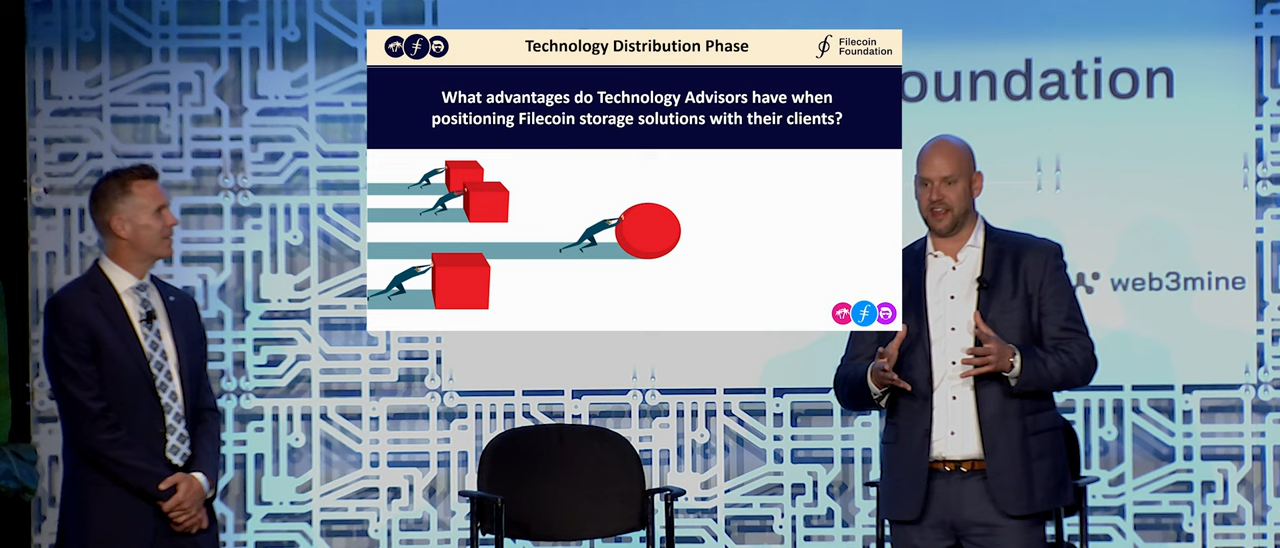 Technology Distribution Phase
Filecoin
Foundation
What advantages do Technology Advisors have when
positioning Filecoin storage solutions with their clients?
oundation
web3mine